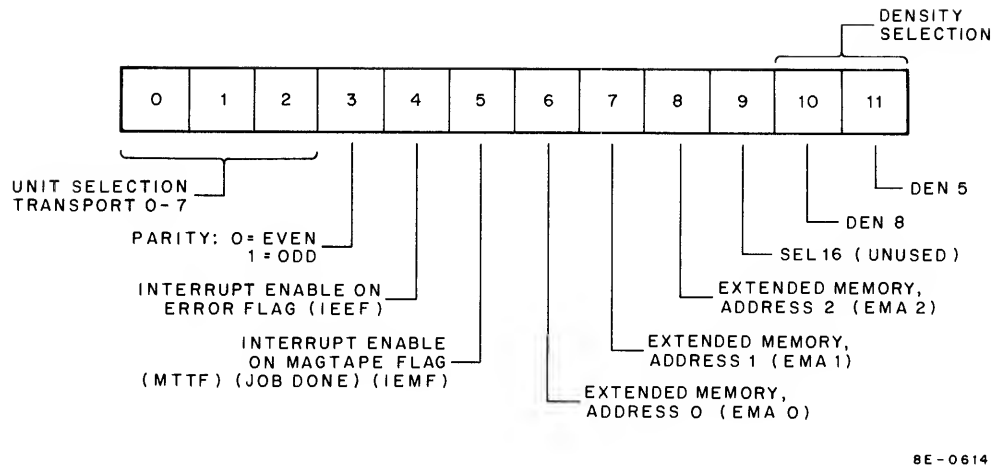 DENSITY
SELECTION
0 1 2 3 4 5 6 7 8 9 10 11
UNIT SELECTION
TRANSPORT 0-7
DEN 5
DEN 8
PARITY: 0=EVEN
1=ODD
SEL16 (UNUSED)
INTERRUPT ENABLE ON
ERROR FLAG (IEEF)
EXTENDED MEMORY,
ADDRESS 2 (EMA 2)
INTERRUPT ENABLE
ON MAGTAPE FLAG
(MTTF) (JOB DONE) (IEMF)
EXTENDED MEMORY,
ADDRESS 1 (EMA 1)
EXTENDED MEMORY,
ADDRESS 0 (EMA 0)
8E-0614